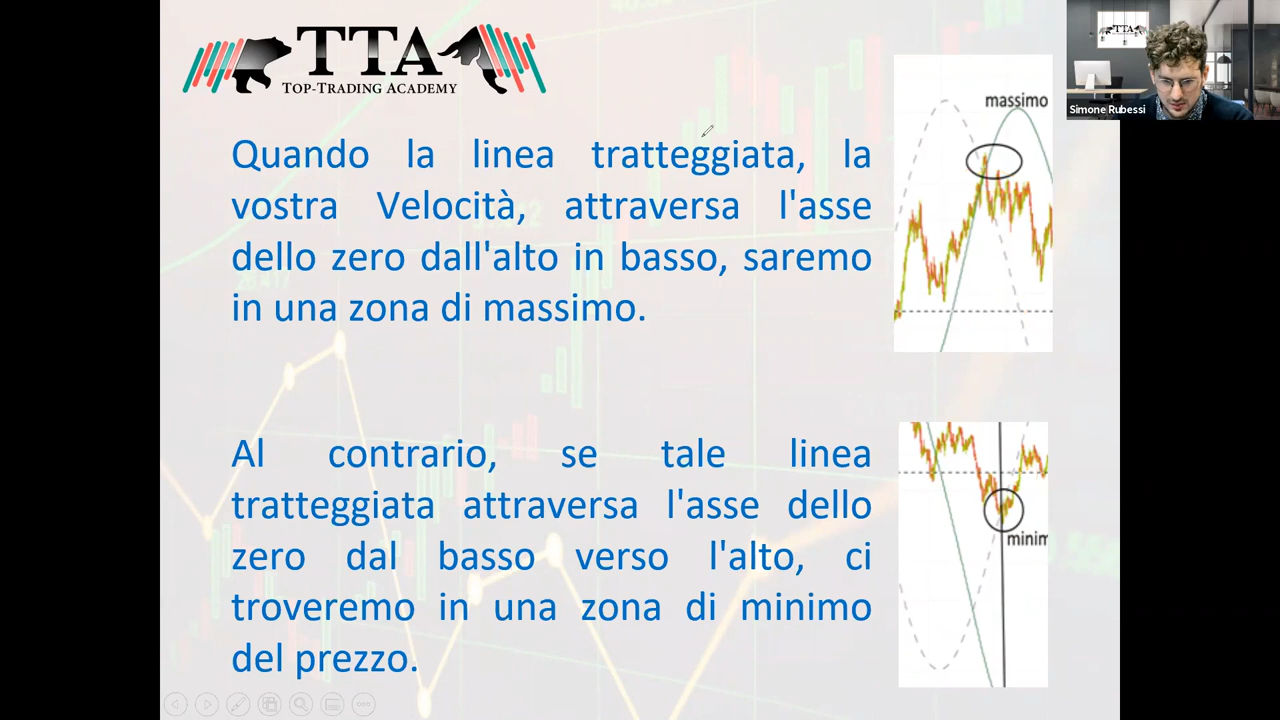 TTA
TOP-TRADING ACADEMY
TTA
Simone Rubessi
massimo
Quando la linea tratteggiata, la
vostra Velocità, attraversa l'asse
dello zero dall'alto in basso, saremo
in una zona di massimo.
Al contrario, se tale linea
tratteggiata attraversa l'asse dello
zero dal basso verso l'alto, ci
troveremo in una zona di minimo
del prezzo.
minim